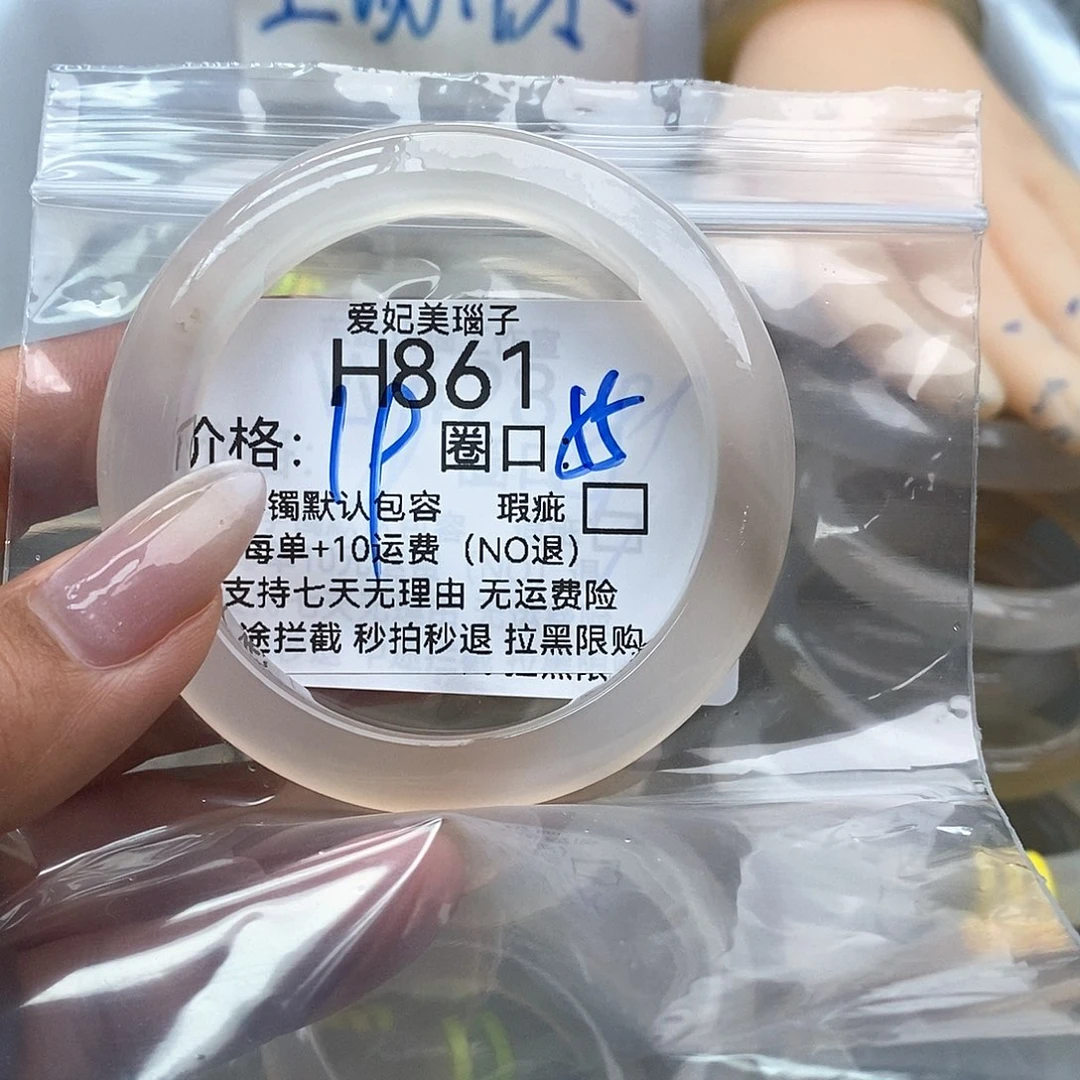 爱妃美瑙子
H861
价格: 圈口:
镯默认包容 瑕疵
每单+10运费（NO退）
支持七天无理由 无运费险
途拦截 秒拍秒退 拉黑限购